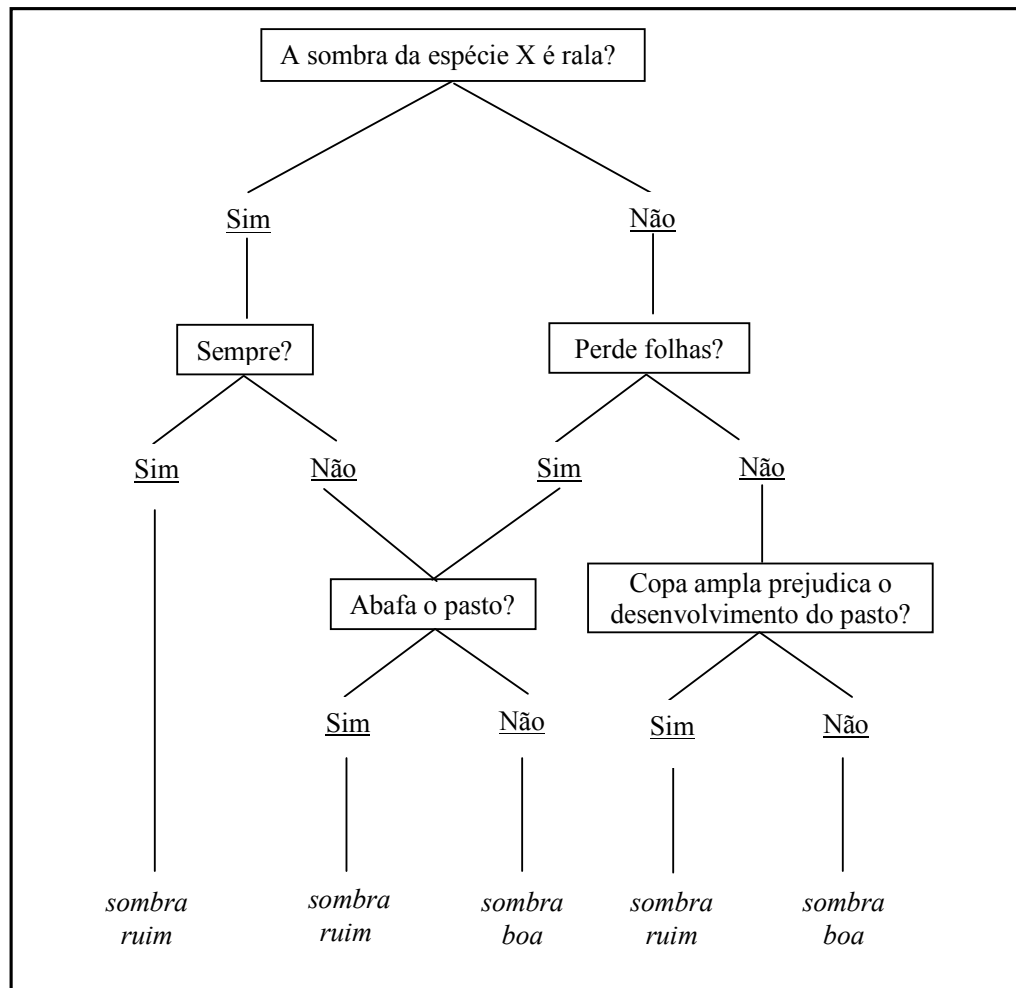 A sombra da espécie X é rala?
Sim
Não
Sempre?
Perde folhas?
Sim
Não
Sim
Não
Abafa o pasto?
Copa ampla prejudica o
desenvolvimento do pasto?
Sim
Não
Sim
Não
sombra
ruim
sombra
ruim
sombra
boa
sombra
ruim
sombra
boa